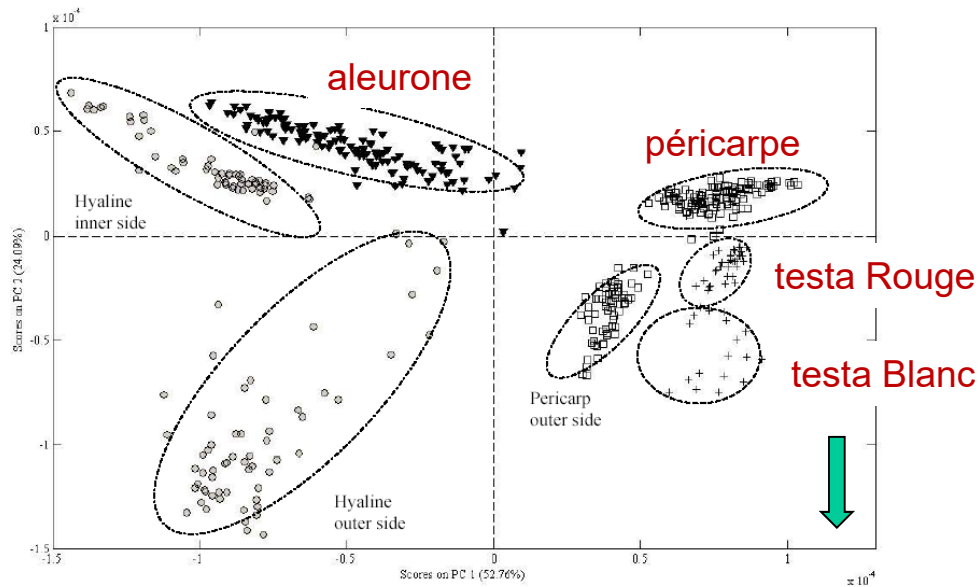 x 10⁻⁴
1
0.5
0
-0.5
-1
-1.5
-1.5
-1
-0.5
0
0.5
1
x 10⁻⁴
Scores on PC 2 (24.09%)
Scores on PC 1 (52.76%)
aleurone
péricarpe
Hyaline
inner side
testa Rouge
testa Blanc
Pericarp
outer side
Hyaline
outer side